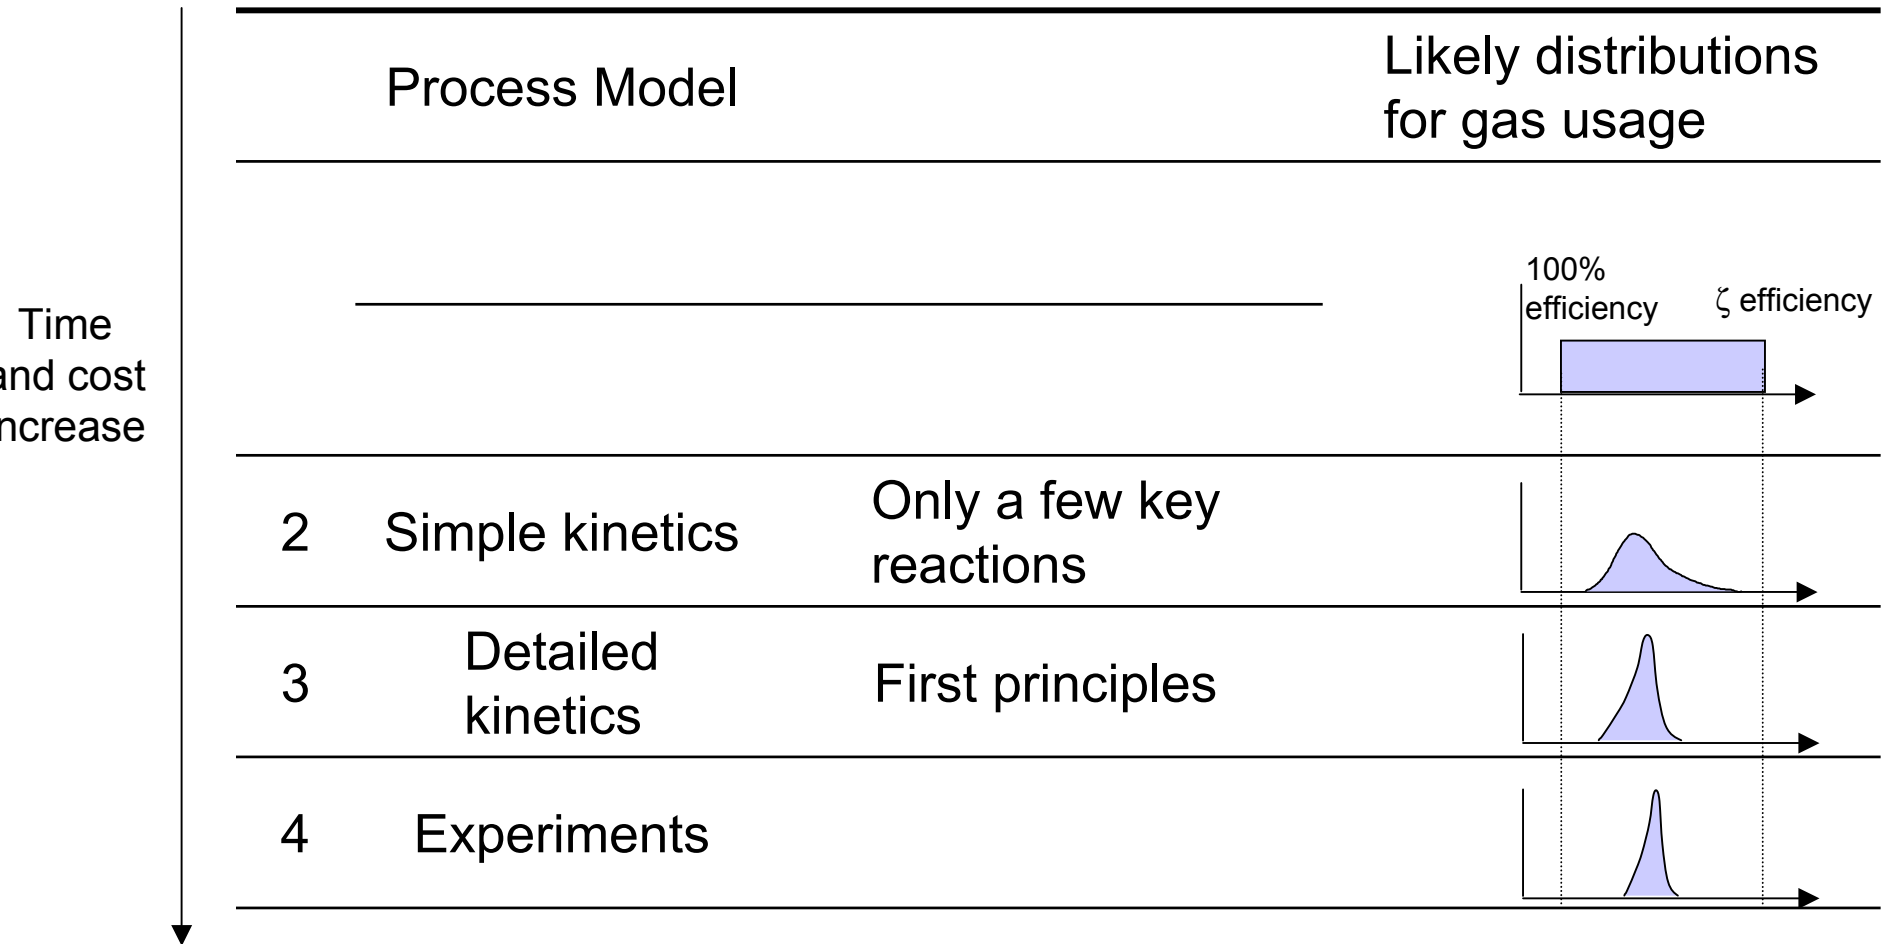 Process Model
Likely distributions
for gas usage
Time
and cost
increase
100%
efficiency
ζ efficiency
2
Simple kinetics
Only a few key
reactions
3
Detailed
kinetics
First principles
4
Experiments